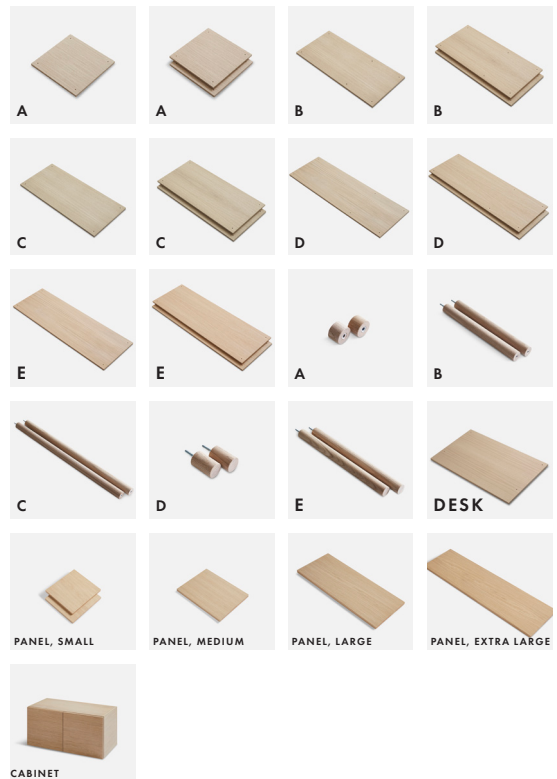 A
A
B
B
C
C
D
D
E
E
A
B
C
D
E
DESK
PANEL, SMALL
PANEL, MEDIUM
PANEL, LARGE
PANEL, EXTRA LARGE
CABINET